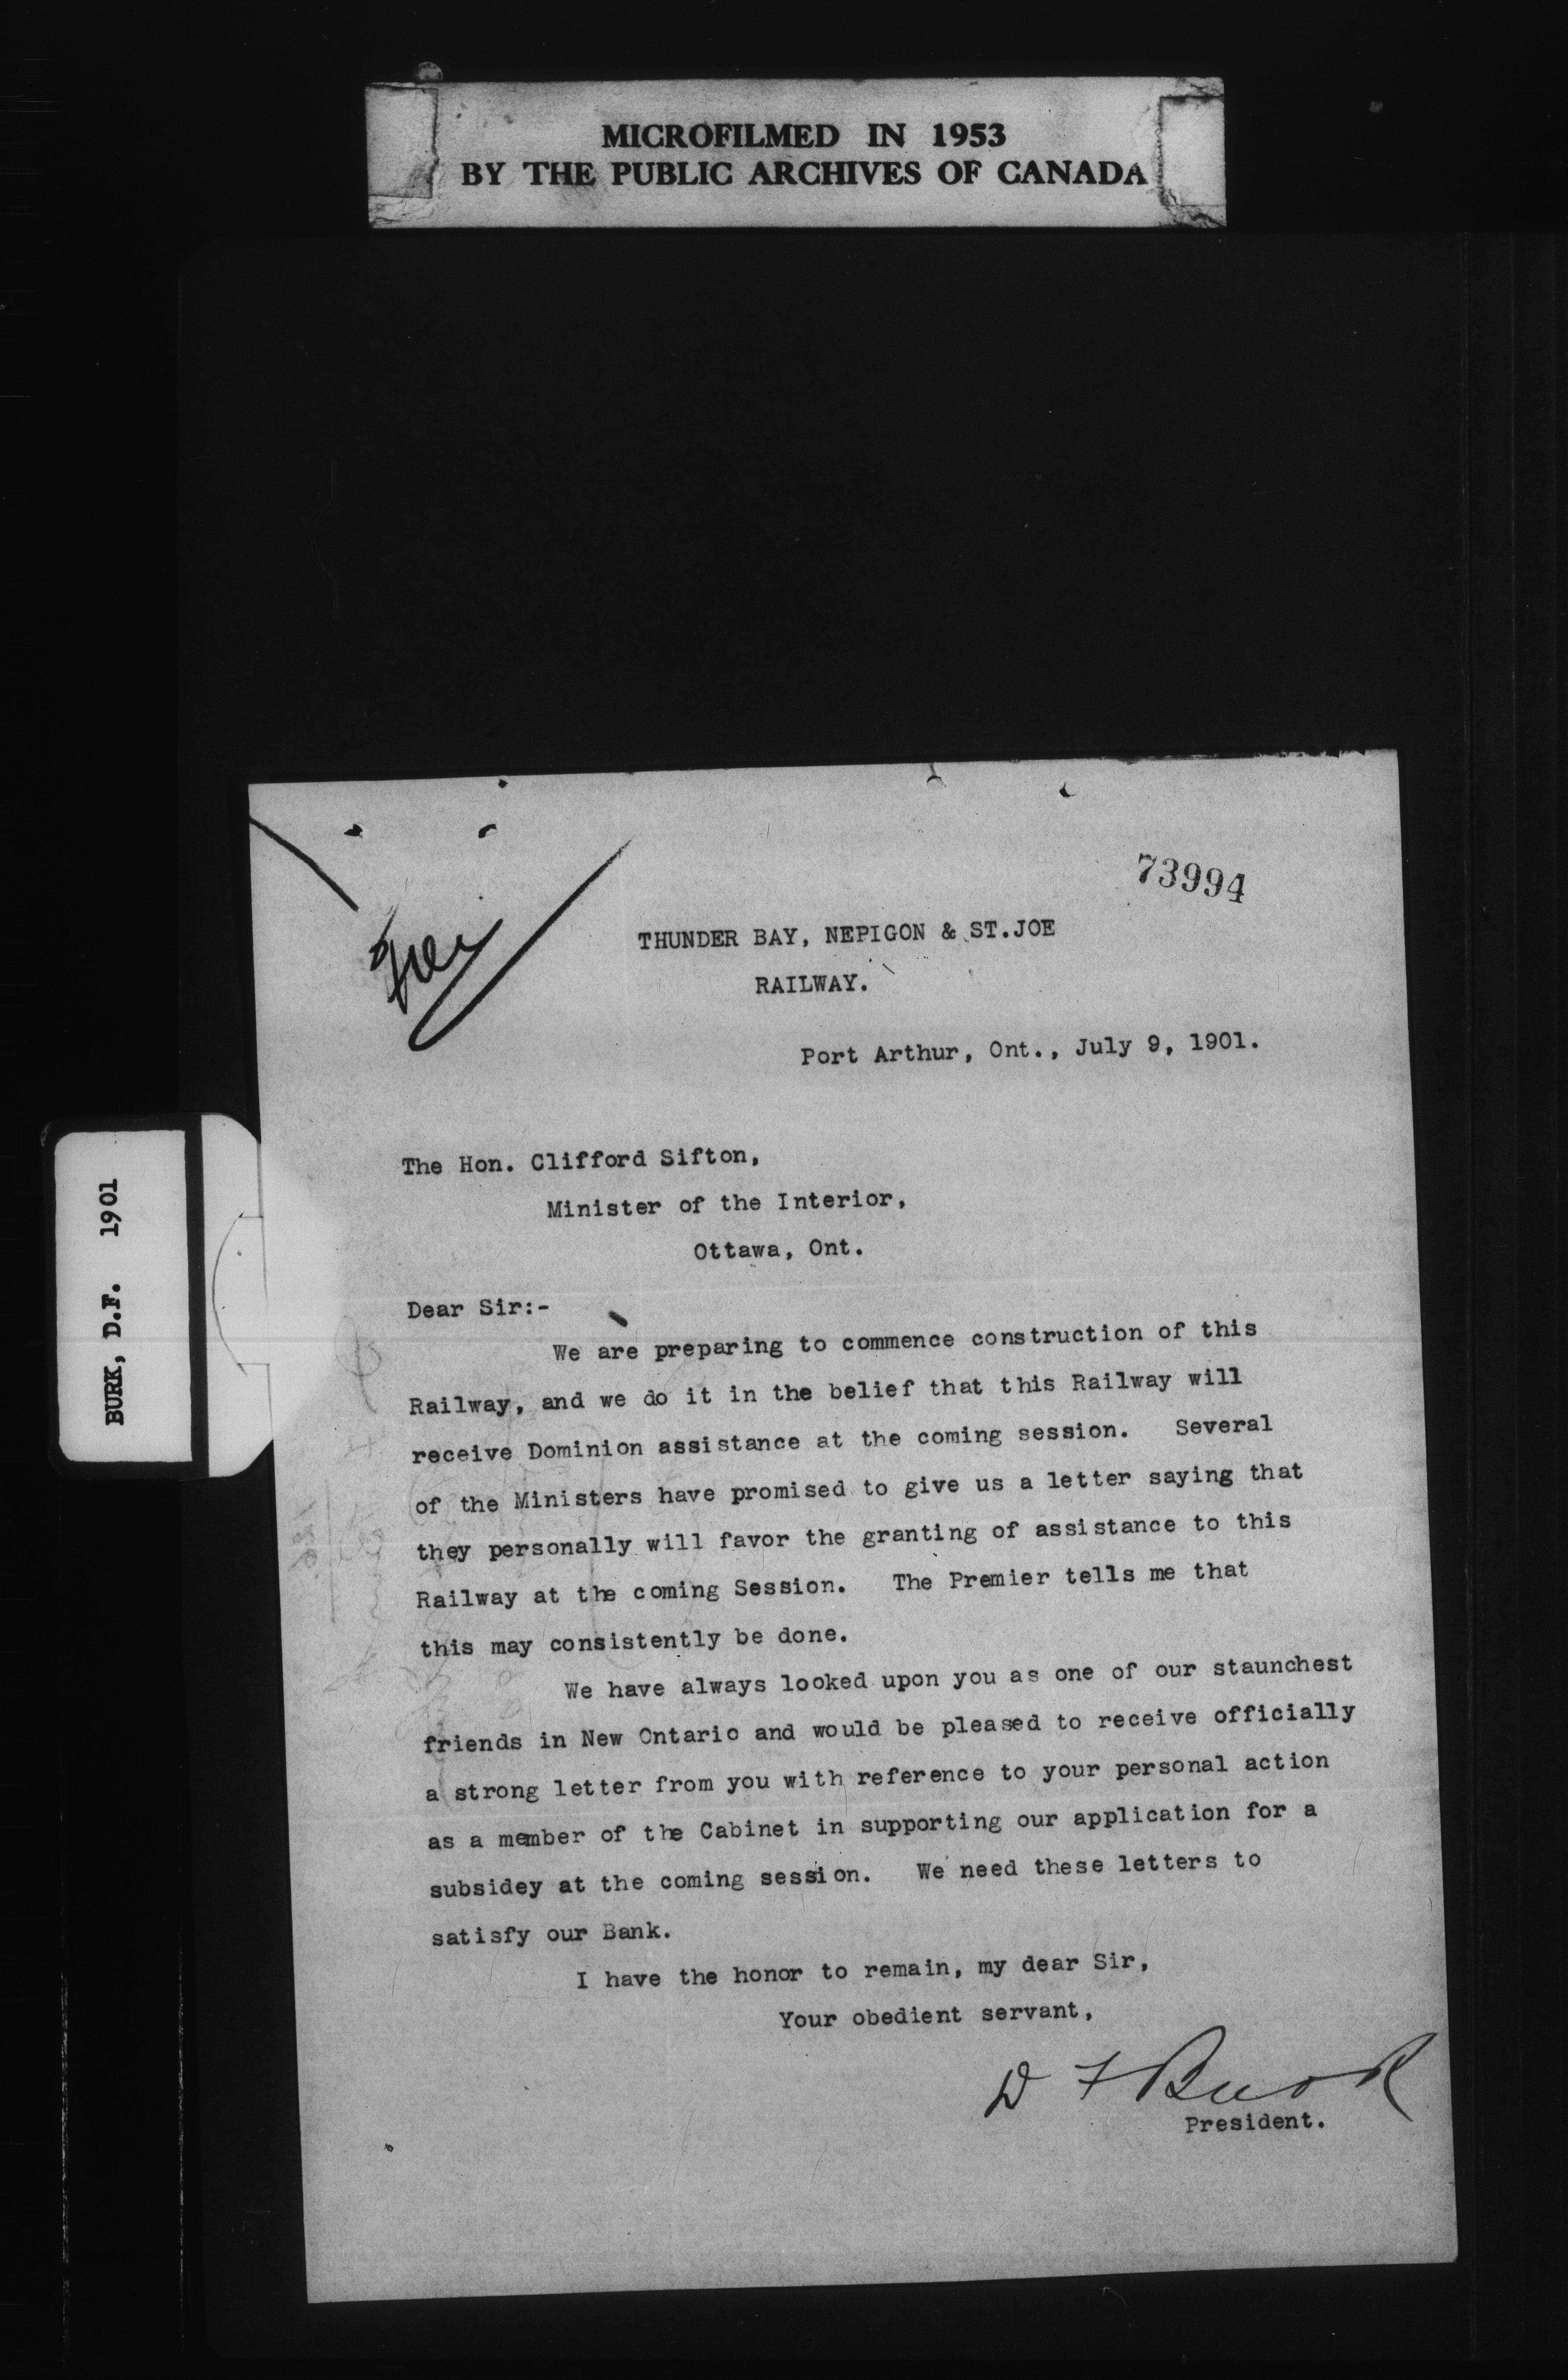 MICROFILMED IN 1953
BY THE PUBLIC ARCHIVES OF CANADA
BURK, D.F. 1901
73994
THUNDER BAY, NEPIGON & ST.JOE
RAILWAY.
Port Arthur, Ont., July 9, 1901.
The Hon. Clifford Sifton,
Minister of the Interior,
Ottawa, Ont.
Dear Sir:-
We are preparing to commence construction of this
Railway, and we do it in the belief that this Railway will
receive Dominion assistance at the coming session. Several
of the Ministers have promised to give us a letter saying that
they personally will favor the granting of assistance to this
Railway at the coming Session. The Premier tells me that
this may consistently be done.
We have always looked upon you as one of our staunchest
friends in New Ontario and would be pleased to receive officially
a strong letter from you with reference to your personal action
as a member of the Cabinet in supporting our application for a
subsidey at the coming session. We need these letters to
satisfy our Bank.
I have the honor to remain, my dear Sir,
Your obedient servant,
D F Burk
President.